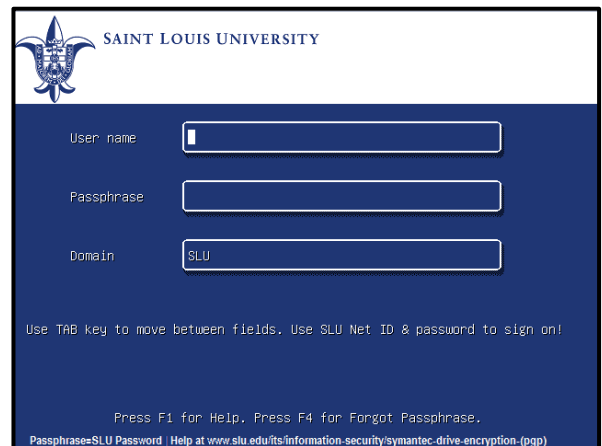 SAINT LOUIS UNIVERSITY
User name
Passphrase
Domain SLU
Use TAB key to move between fields. Use SLU Net ID & password to sign on!
Press F1 for Help. Press F4 for Forgot Passphrase.
Passphrase=SLU Password | Help at www.slu.edu/its/information-security/symantec-drive-encryption-(pgp)